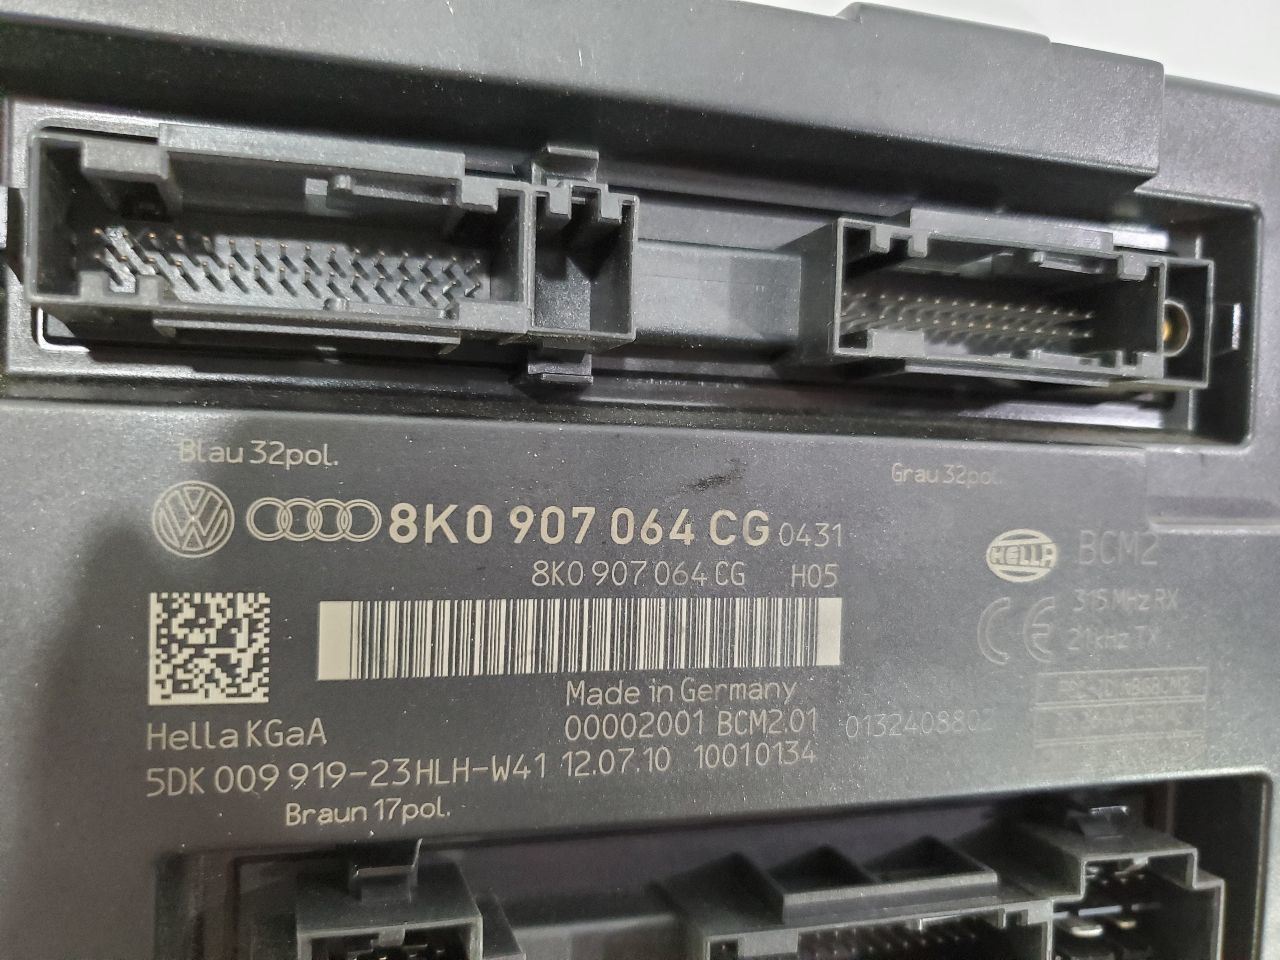 Blau 32pol.
Grau 32pol.
8K0 907 064 CG 0431
8K0 907 064 CG H05
HELLA BCM2
CE 315 MHz RX
21kHz TX
Made in Germany
Hella KGaA
00002001 BCM2.01 0132408802
5DK 009 919-23 HLH-W41 12.07.10 10010134
Braun 17pol.